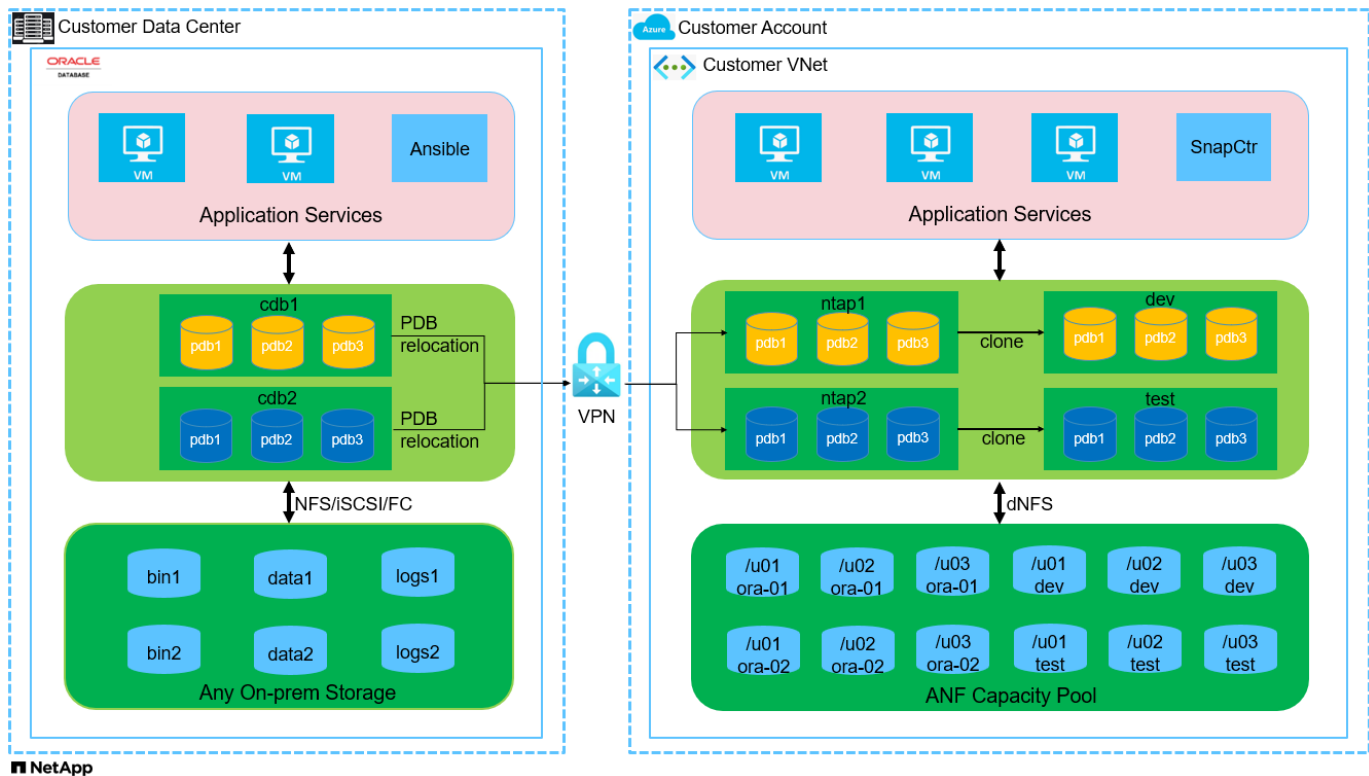 Customer Data Center
ORACLE
DATABASE
VM
VM
Ansible
Application Services
cdb1
pdb1
pdb2
pdb3
PDB
relocation
cdb2
pdb1
pdb2
pdb3
PDB
relocation
NFS/iSCSI/FC
bin1
data1
logs1
bin2
data2
logs2
Any On-prem Storage
VPN
Azure
Customer Account
Customer VNet
VM
VM
VM
SnapCtr
Application Services
ntap1
pdb1
pdb2
pdb3
clone
dev
pdb1
pdb2
pdb3
ntap2
pdb1
pdb2
pdb3
clone
test
pdb1
pdb2
pdb3
dNFS
/u01
ora-01
/u02
ora-01
/u03
ora-01
/u01
dev
/u02
dev
/u03
dev
/u01
ora-02
/u02
ora-02
/u03
ora-02
/u01
test
/u02
test
/u03
test
ANF Capacity Pool
NetApp